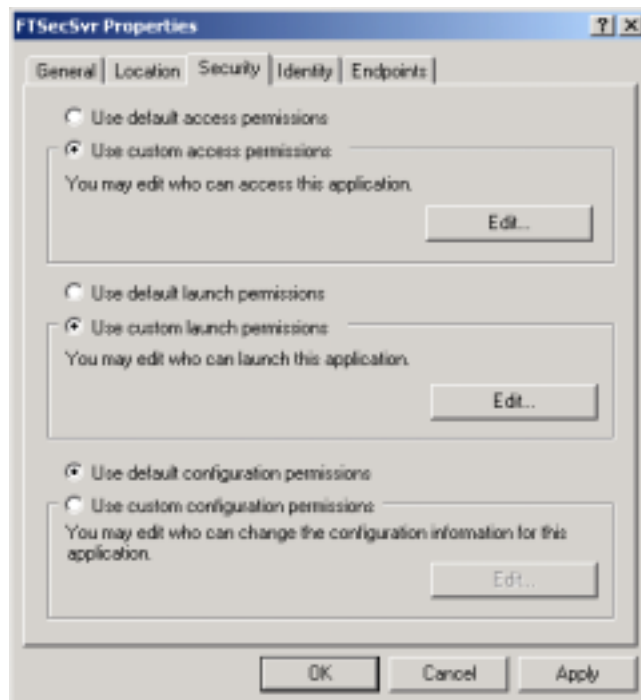 FTSecSvr Properties
General Location Security Identity Endpoints
Use default access permissions
Use custom access permissions
You may edit who can access this application.
Edit...
Use default launch permissions
Use custom launch permissions
You may edit who can launch this application.
Edit...
Use default configuration permissions
Use custom configuration permissions
You may edit who can change the configuration information for this
application.
Edit...
OK Cancel Apply